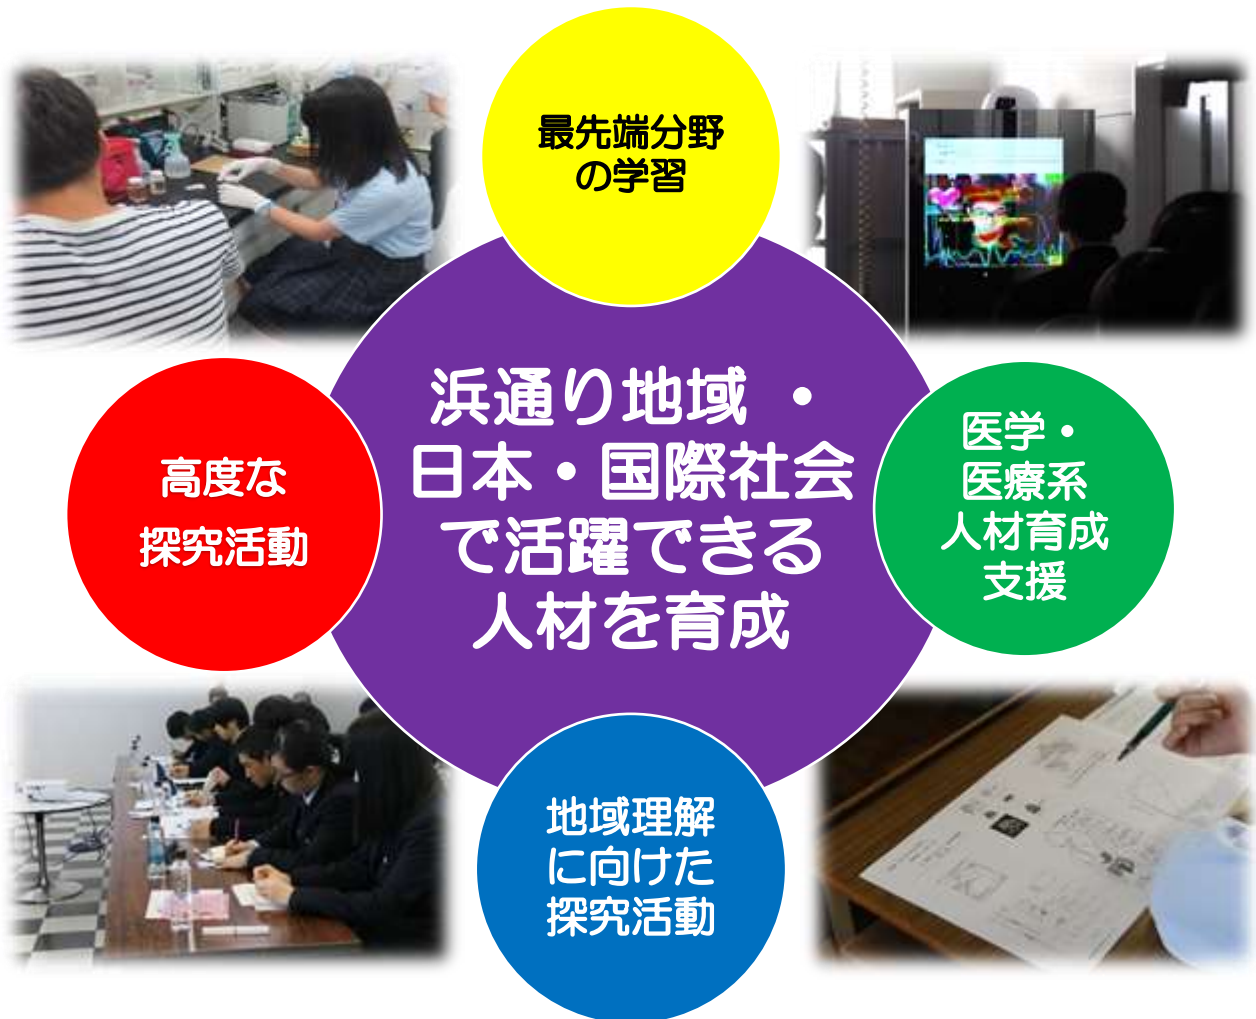 最先端分野
の学習
浜通り地域 ・
日本・国際社会
で活躍できる
人材を育成
高度な
探究活動
医学・
医療系
人材育成
支援
地域理解
に向けた
探究活動